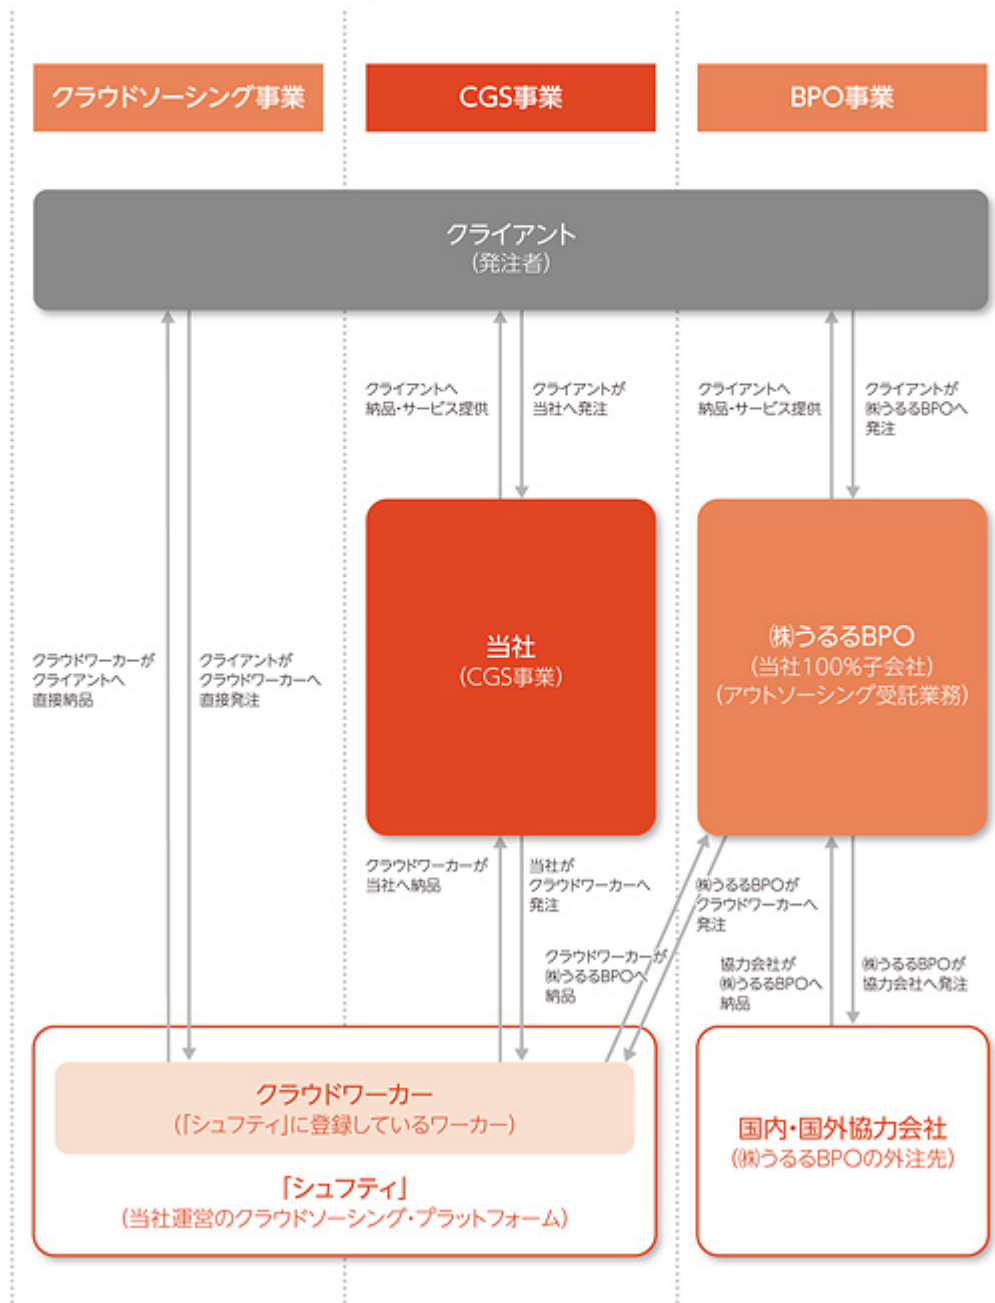 クラウドソーシング事業
CGS事業
BPO事業
クライアント
(発注者)
クライアントへ
納品・サービス提供
クライアントが
当社へ発注
クライアントへ
納品・サービス提供
クライアントが
㈱うるるBPOへ
発注
当社
(CGS事業)
㈱うるるBPO
(当社100%子会社)
(アウトソーシング受託業務)
クラウドワーカーが
クライアントへ
直接納品
クライアントが
クラウドワーカーへ
直接発注
クラウドワーカーが
当社へ納品
当社が
クラウドワーカーへ
発注
㈱うるるBPOが
クラウドワーカーへ
発注
クラウドワーカーが
㈱うるるBPOへ
納品
協力会社が
㈱うるるBPOへ
納品
㈱うるるBPOが
協力会社へ発注
クラウドワーカー
(「シュフティ」に登録しているワーカー)
「シュフティ」
(当社運営のクラウドソーシング・プラットフォーム)
国内・国外協力会社
(㈱うるるBPOの外注先)